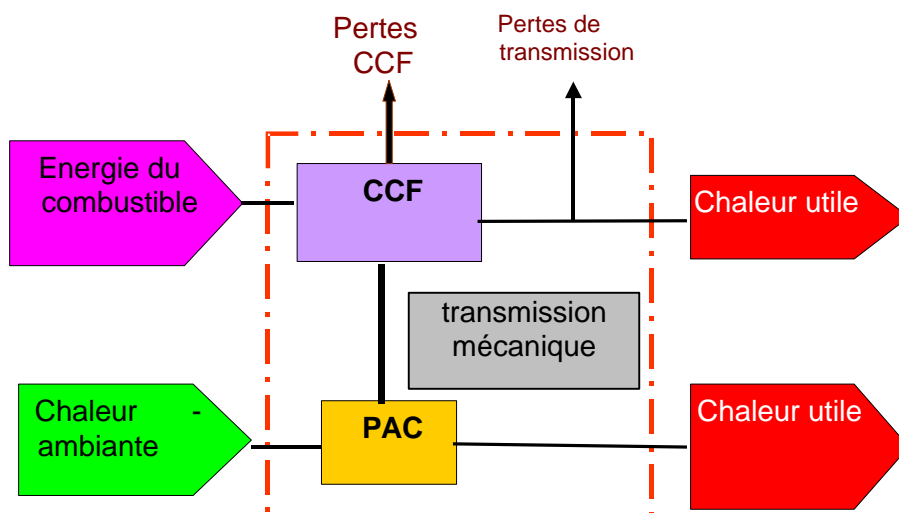 Pertes
CCF
Pertes de
transmission
Energie du
combustible
CCF
Chaleur utile
transmission
mécanique
Chaleur -
ambiante
PAC
Chaleur utile